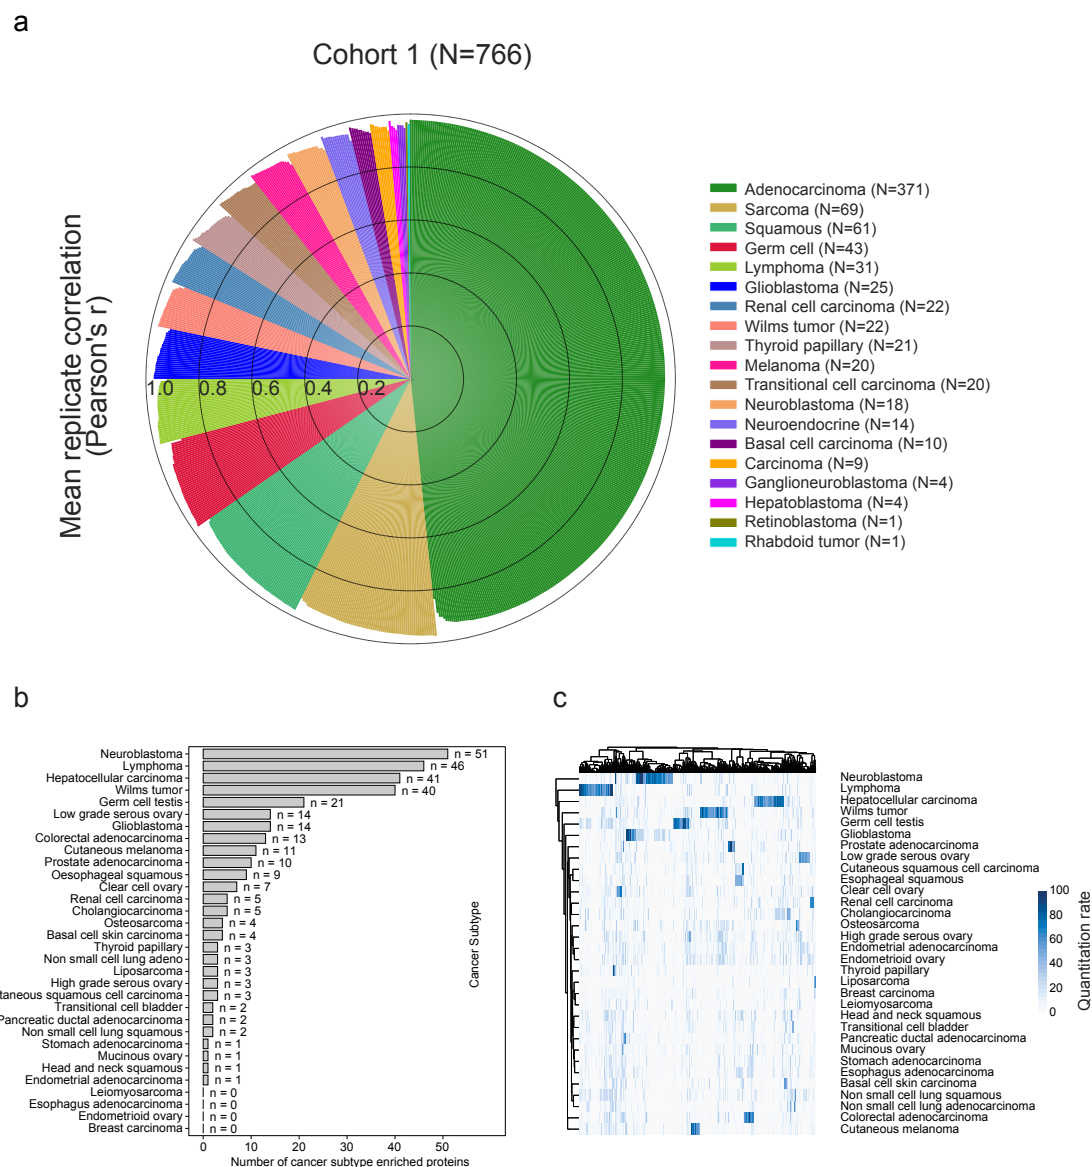 a
Cohort 1 (N=766)
Mean replicate correlation
(Pearson's r)
1.0 0.8 0.6 0.4 0.2
Adenocarcinoma (N=371)
Sarcoma (N=69)
Squamous (N=61)
Germ cell (N=43)
Lymphoma (N=31)
Glioblastoma (N=25)
Renal cell carcinoma (N=22)
Wilms tumor (N=22)
Thyroid papillary (N=21)
Melanoma (N=20)
Transitional cell carcinoma (N=20)
Neuroblastoma (N=18)
Neuroendocrine (N=14)
Basal cell carcinoma (N=10)
Carcinoma (N=9)
Ganglioneuroblastoma (N=4)
Hepatoblastoma (N=4)
Retinoblastoma (N=1)
Rhabdoid tumor (N=1)
b
Neuroblastoma n = 51
Lymphoma n = 46
Hepatocellular carcinoma n = 41
Wilms tumor n = 40
Germ cell testis n = 21
Low grade serous ovary n = 14
Glioblastoma n = 14
Colorectal adenocarcinoma n = 13
Cutaneous melanoma n = 11
Prostate adenocarcinoma n = 10
Oesophageal squamous n = 9
Clear cell ovary n = 7
Renal cell carcinoma n = 5
Cholangiocarcinoma n = 5
Osteosarcoma n = 4
Basal cell skin carcinoma n = 4
Thyroid papillary n = 3
Non small cell lung adeno n = 3
Liposarcoma n = 3
High grade serous ovary n = 3
taneous squamous cell carcinoma n = 3
Transitional cell bladder n = 2
Pancreatic ductal adenocarcinoma n = 2
Non small cell lung squamous n = 2
Stomach adenocarcinoma n = 1
Mucinous ovary n = 1
Head and neck squamous n = 1
Endometrial adenocarcinoma n = 1
Leiomyosarcoma n = 0
Esophagus adenocarcinoma n = 0
Endometrioid ovary n = 0
Breast carcinoma n = 0
0 10 20 30 40 50
Number of cancer subtype enriched proteins
Cancer Subtype
c
Neuroblastoma
Lymphoma
Hepatocellular carcinoma
Wilms tumor
Germ cell testis
Glioblastoma
Prostate adenocarcinoma
Low grade serous ovary
Cutaneous squamous cell carcinoma
Esophageal squamous
Clear cell ovary
Renal cell carcinoma
Cholangiocarcinoma
Osteosarcoma
High grade serous ovary
Endometrial adenocarcinoma
Endometrioid ovary
Thyroid papillary
Liposarcoma
Breast carcinoma
Leiomyosarcoma
Head and neck squamous
Transitional cell bladder
Pancreatic ductal adenocarcinoma
Mucinous ovary
Stomach adenocarcinoma
Esophagus adenocarcinoma
Basal cell skin carcinoma
Non small cell lung squamous
Non small cell lung adenocarcinoma
Colorectal adenocarcinoma
Cutaneous melanoma
100
80
60
40
20
0
Quantitation rate